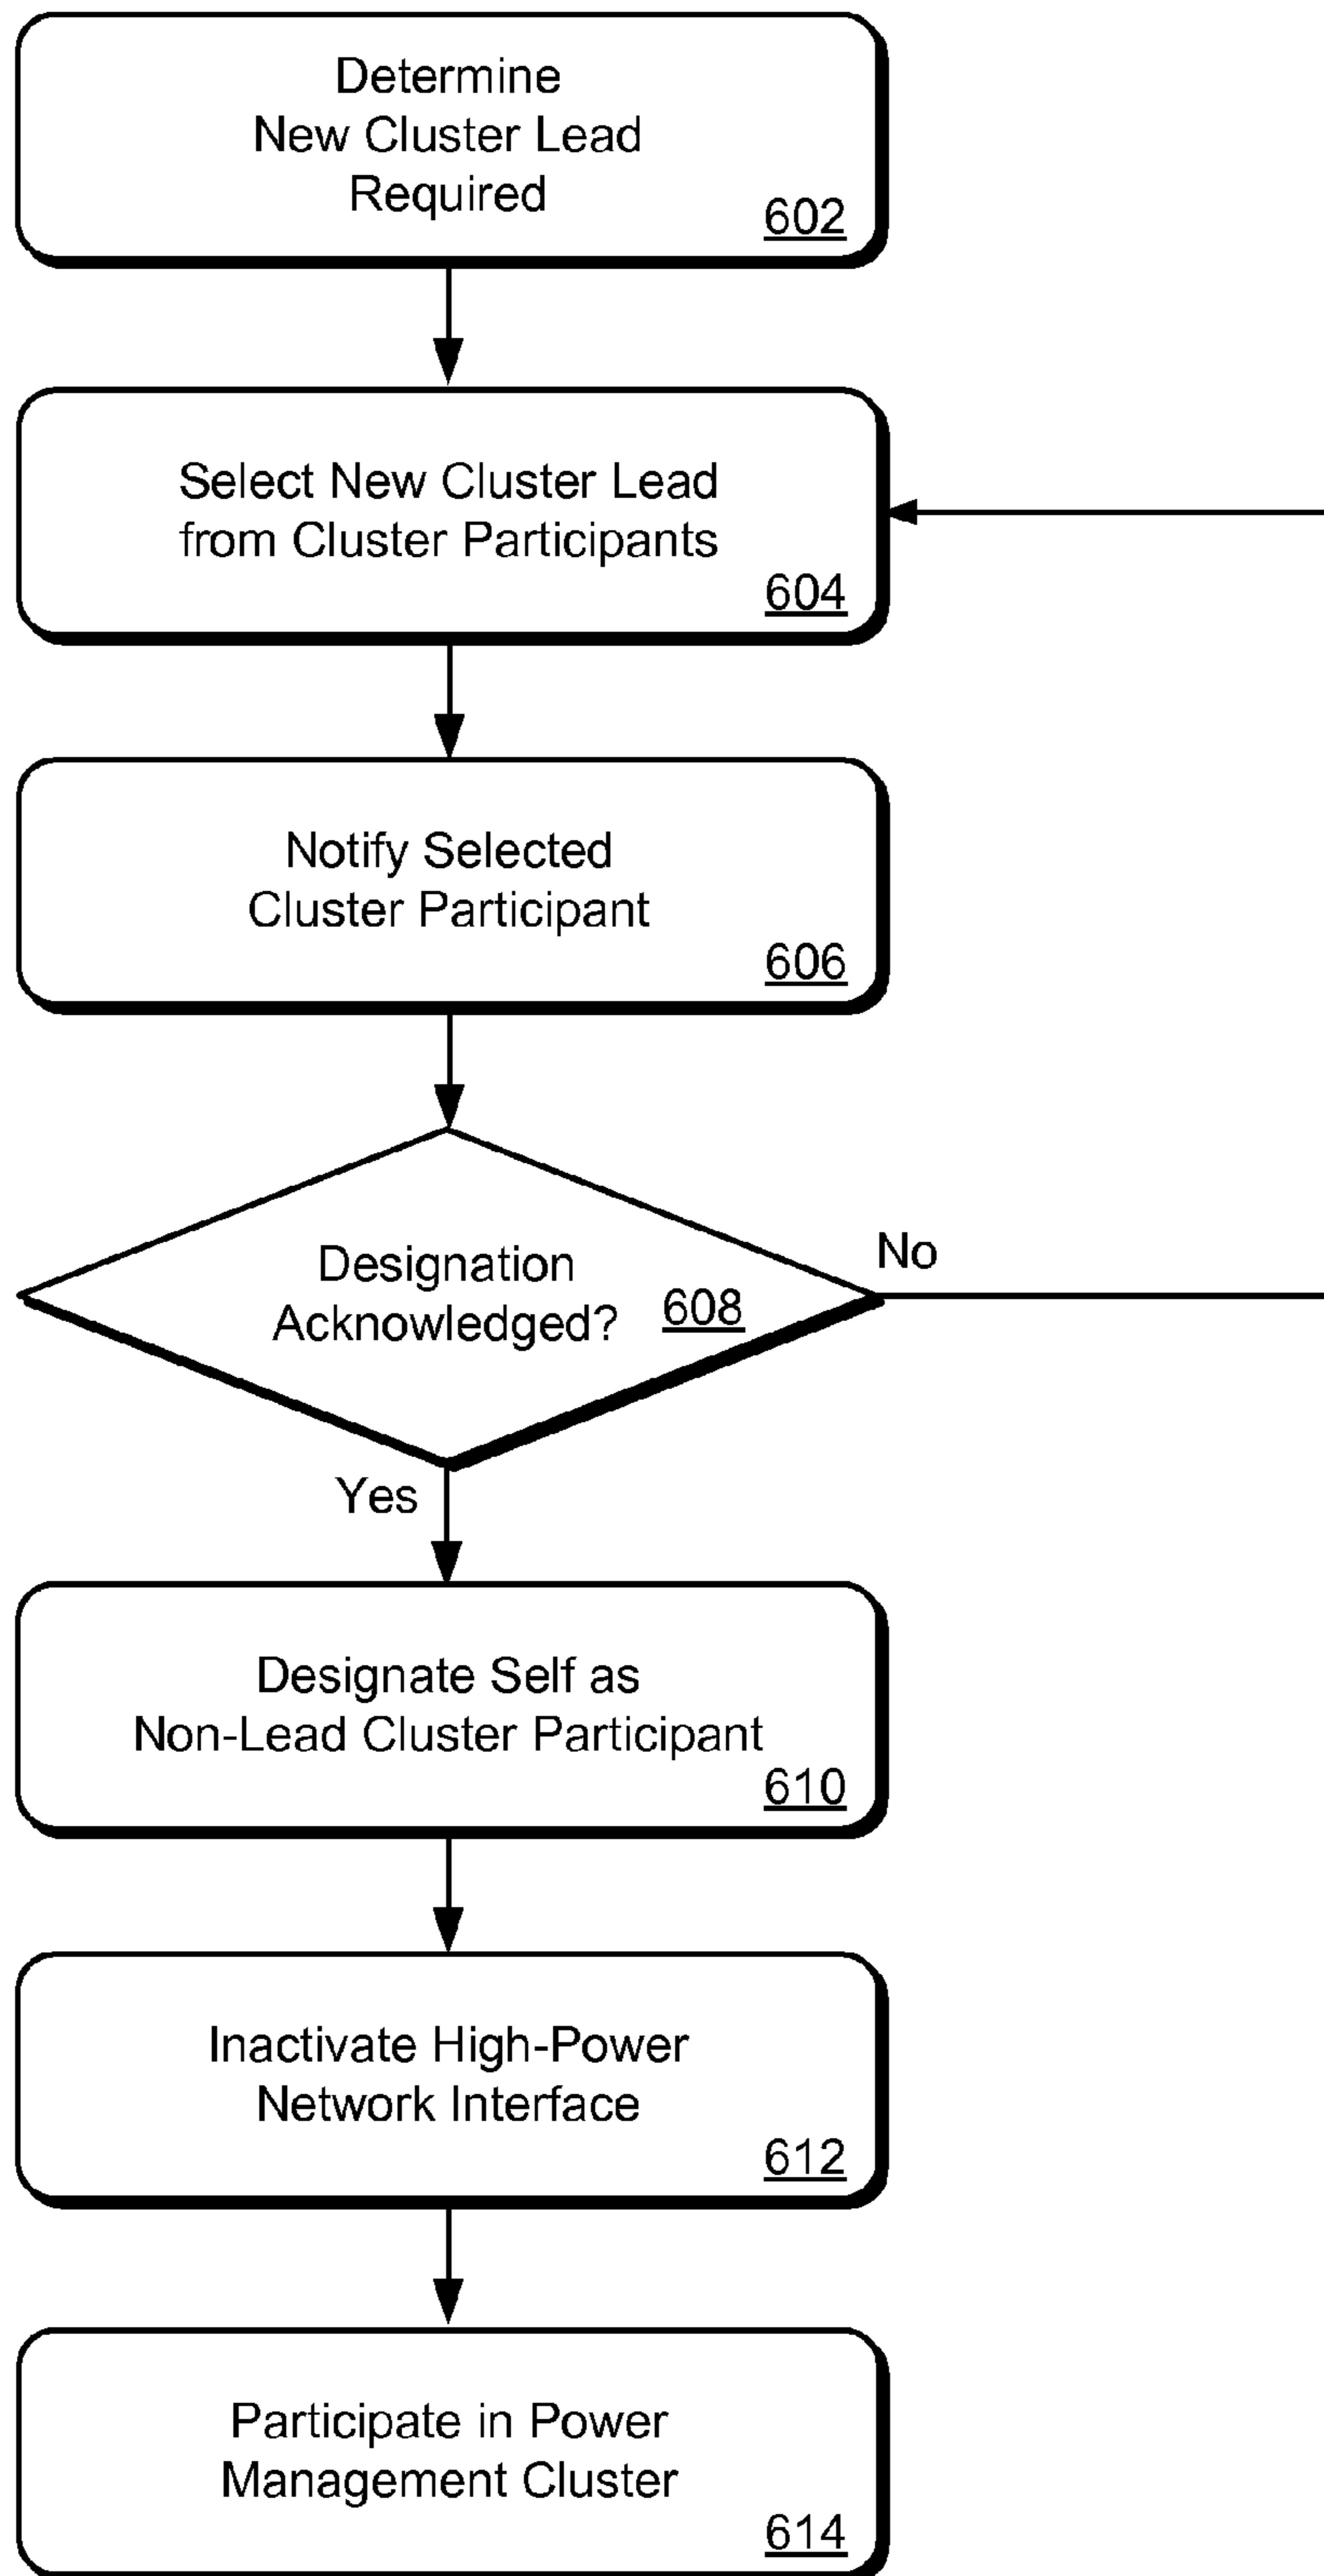 Determine
New Cluster Lead
Required
602
Select New Cluster Lead
from Cluster Participants
604
Notify Selected
Cluster Participant
606
Designation
Acknowledged?
608
No
Yes
Designate Self as
Non-Lead Cluster Participant
610
Inactivate High-Power
Network Interface
612
Participate in Power
Management Cluster
614